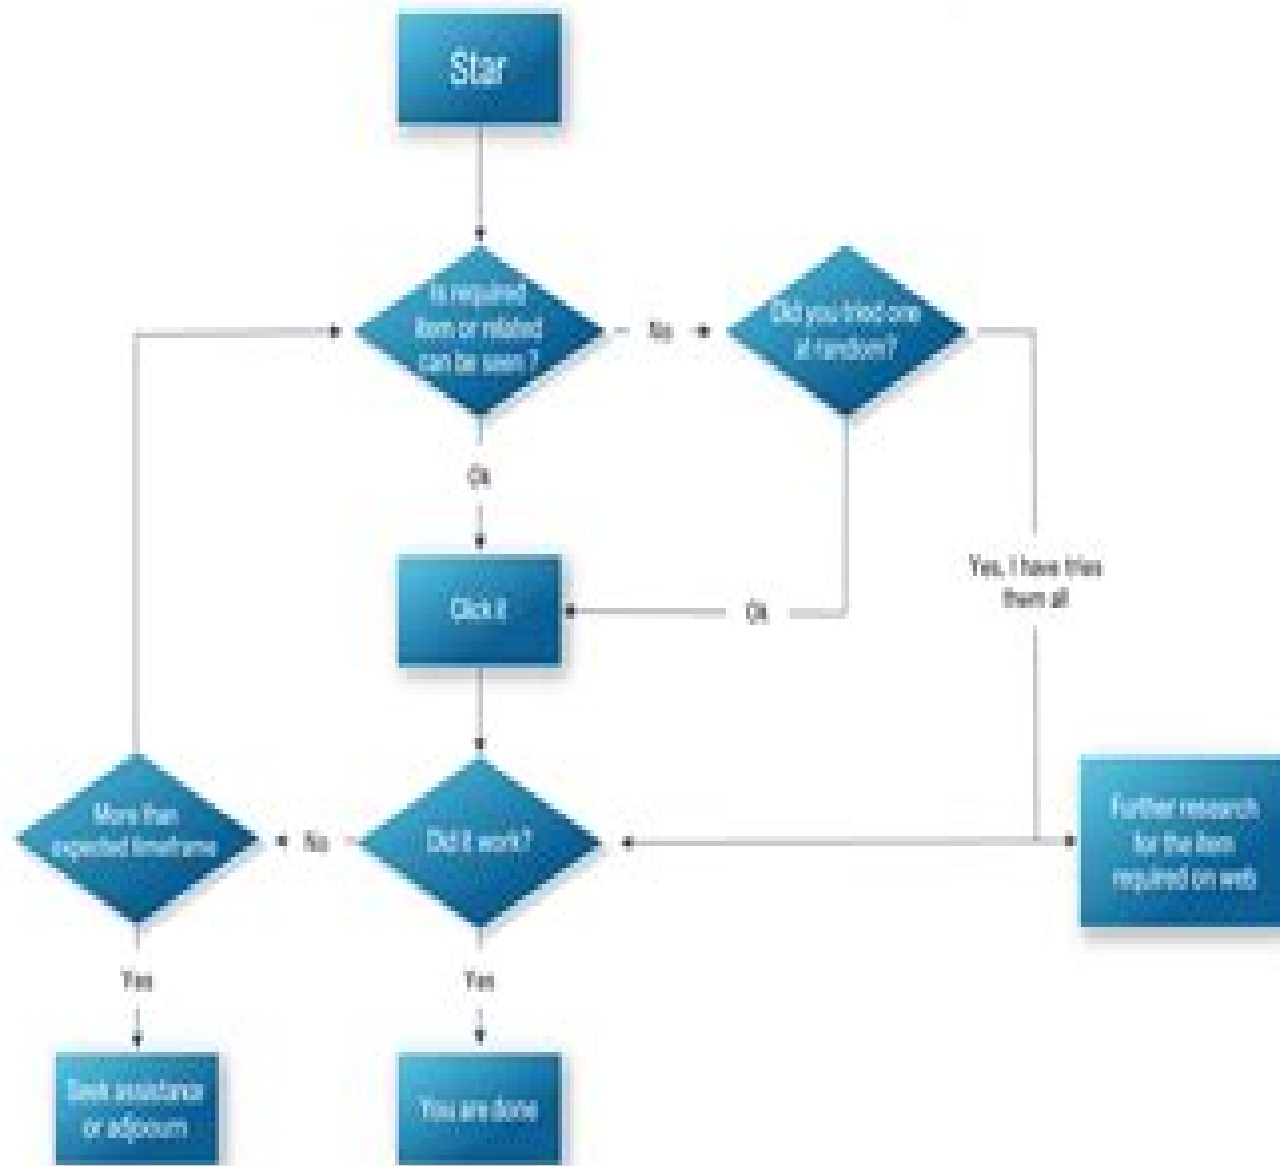 Star
Is required
item or related
can be seen ?
No
Did you tried one
at random?
Ok
Yes, I have tries
them all
Click it
Ok
More than
expected timeframe
No
Did it work?
Further research
for the item
required on web
Yes
Yes
Seek assistance
or adjourn
You are done